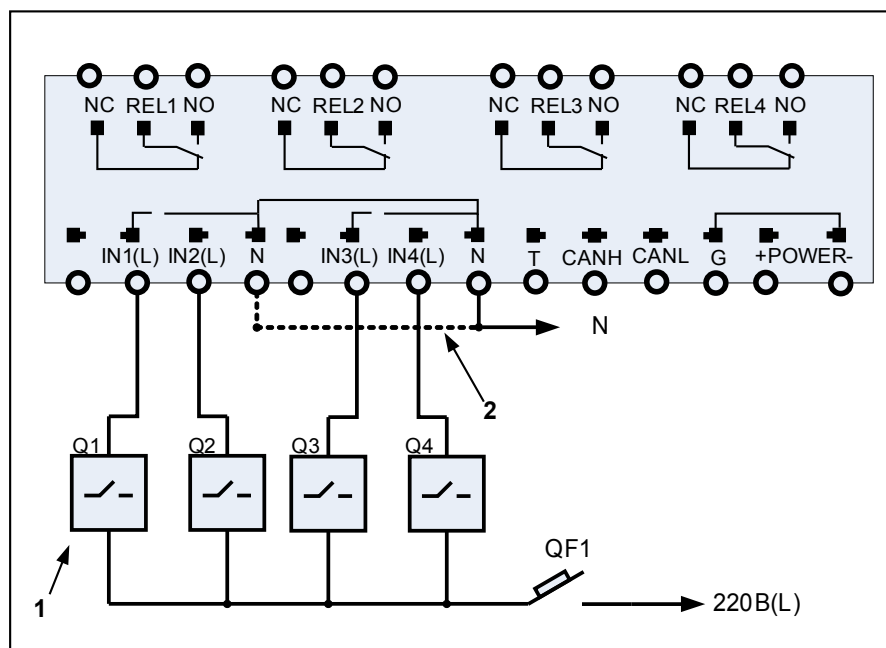 NC REL1 NO NC REL2 NO NC REL3 NO NC REL4 NO
IN1(L) IN2(L) N IN3(L) IN4(L) N T CANH CANL G +POWER-
N
2
Q1 Q2 Q3 Q4
QF1
1
220В(L)